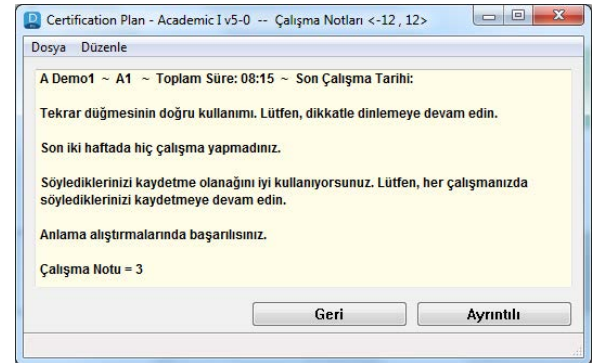 Certification Plan - Academic I v5-0 -- Çalışma Notları <-12 , 12>
Dosya Düzenle
A Demo1 ~ A1 ~ Toplam Süre: 08:15 ~ Son Çalışma Tarihi:
Tekrar düğmesinin doğru kullanımı. Lütfen, dikkatle dinlemeye devam edin.
Son iki haftada hiç çalışma yapmadınız.
Söylediklerinizi kaydetme olanağını iyi kullanıyorsunuz. Lütfen, her çalışmanızda
söylediklerinizi kaydetmeye devam edin.
Anlama alıştırmalarında başarılısınız.
Çalışma Notu = 3
Geri Ayrıntılı